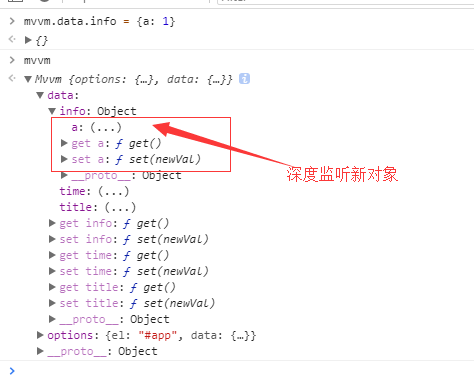 > mvvm.data.info = {a: 1}
< ▶ {}
> mvvm
< ▼ Mvvm {options: {…}, data: {…}} i
▼ data:
▼ info: Object
a: (...)
▶ get a: ƒ get()
▶ set a: ƒ set(newVal)
▶ __proto__: Object
深度监听新对象
time: (...)
title: (...)
▶ get info: ƒ get()
▶ set info: ƒ set(newVal)
▶ get time: ƒ get()
▶ set time: ƒ set(newVal)
▶ get title: ƒ get()
▶ set title: ƒ set(newVal)
▶ __proto__: Object
▶ options: {el: "#app", data: {…}}
▶ __proto__: Object
>